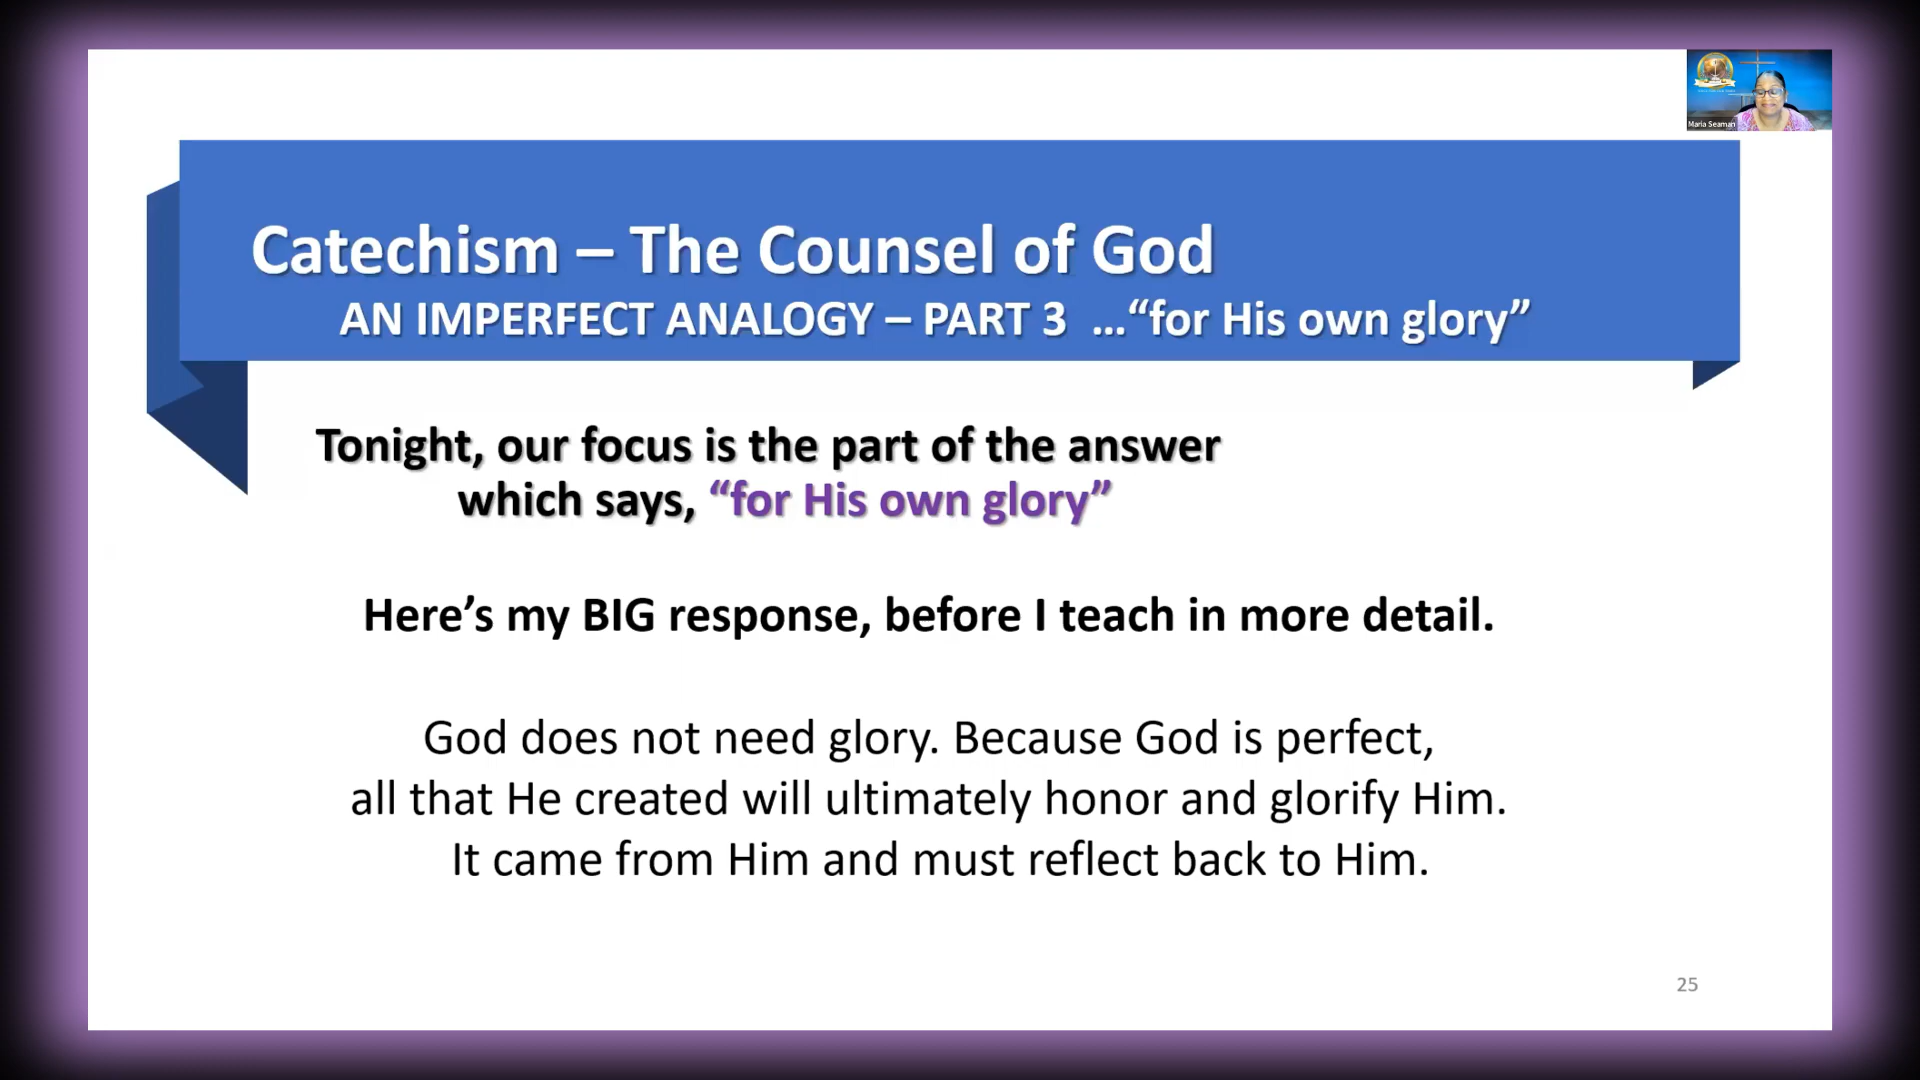 Maria Seaman
Catechism – The Counsel of God
AN IMPERFECT ANALOGY – PART 3 …“for His own glory”
Tonight, our focus is the part of the answer
which says, “for His own glory”
Here’s my BIG response, before I teach in more detail.
God does not need glory. Because God is perfect,
all that He created will ultimately honor and glorify Him.
It came from Him and must reflect back to Him.
25